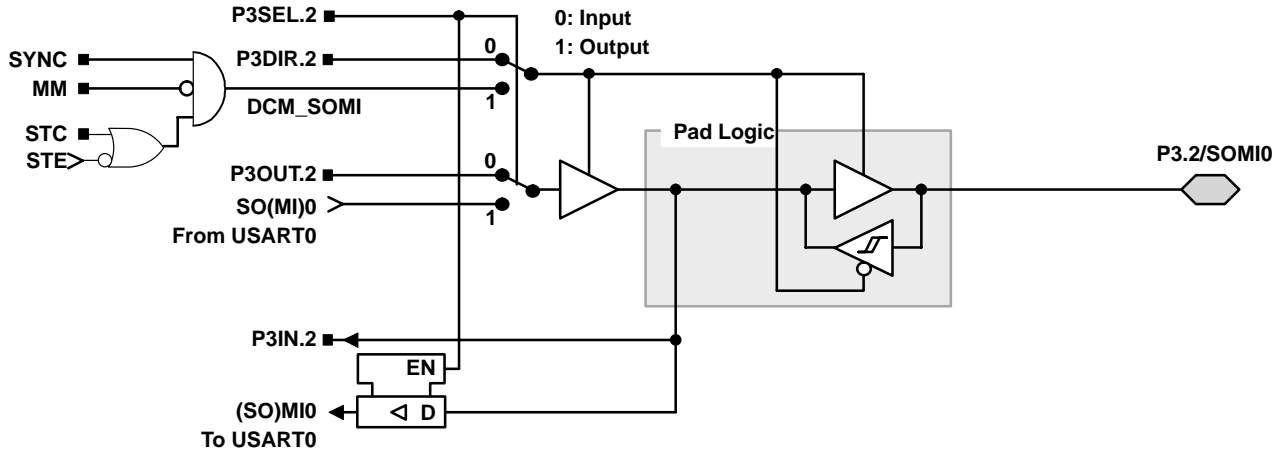 P3SEL.2
0: Input
1: Output
SYNC
P3DIR.2
0
MM
1
DCM_SOMI
STC
STE
Pad Logic
P3.2/SOMI0
P3OUT.2
0
SO(MI)0
1
From USART0
P3IN.2
EN
(SO)MI0
D
To USART0